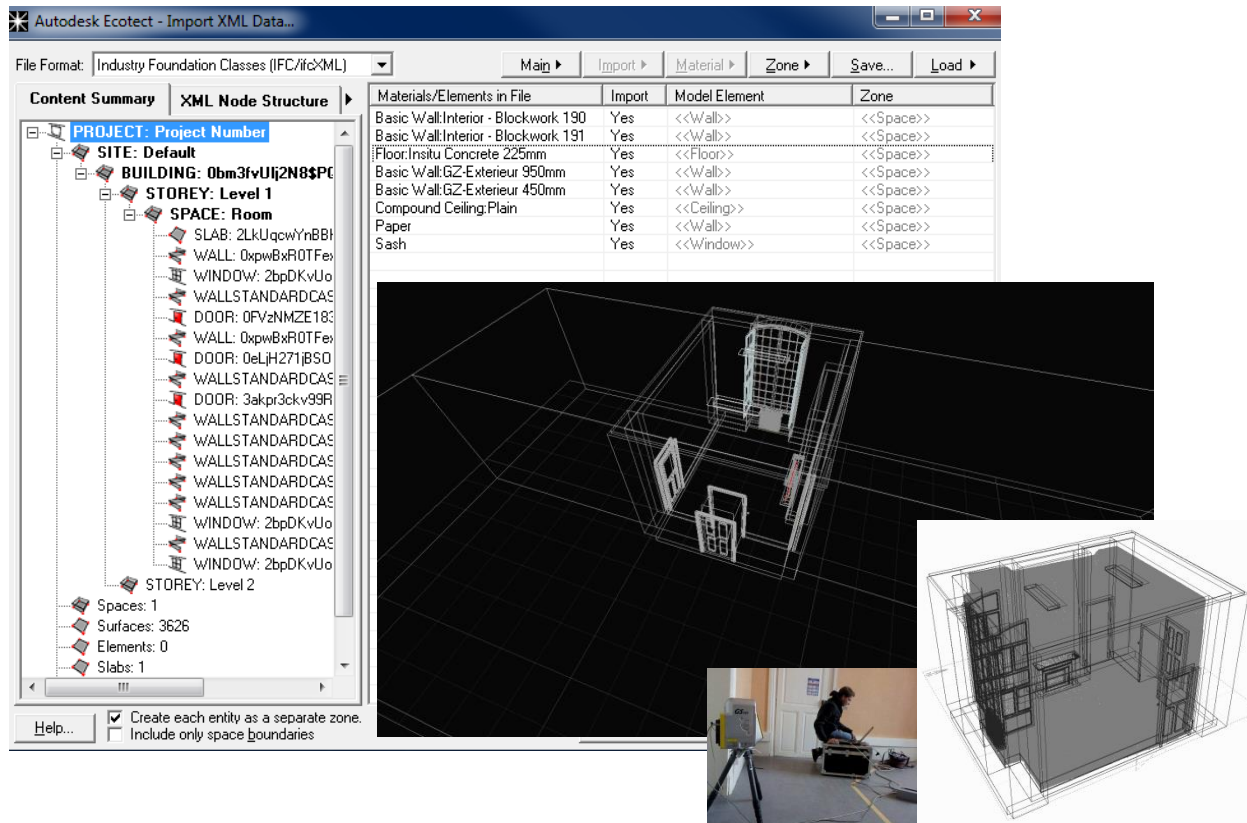 Autodesk Ecotect - Import XML Data...
File Format: Industry Foundation Classes (IFC/ifcXML)
Main Import Material Zone Save... Load
Content Summary XML Node Structure
Materials/Elements in File Import Model Element Zone
Basic Wall:Interior - Blockwork 190 Yes <<Wall>> <<Space>>
Basic Wall:Interior - Blockwork 191 Yes <<Wall>> <<Space>>
Floor:Insitu Concrete 225mm Yes <<Floor>> <<Space>>
Basic Wall:GZ-Exterieur 950mm Yes <<Wall>> <<Space>>
Basic Wall:GZ-Exterieur 450mm Yes <<Wall>> <<Space>>
Compound Ceiling:Plain Yes <<Ceiling>> <<Space>>
Paper Yes <<Wall>> <<Space>>
Sash Yes <<Window>> <<Space>>
PROJECT: Project Number
SITE: Default
BUILDING: 0bm3fvUlj2N8$P
STOREY: Level 1
SPACE: Room
SLAB: 2LkUqcwYnBB
WALL: 0xpwBxR0TFe
WINDOW: 2bpDKvUo
WALLSTANDARDCAS
DOOR: 0FVzNMZE183
WALL: 0xpwBxR0TFe
DOOR: 0eLjH271jBSO
WALLSTANDARDCAS
DOOR: 3akpr3ckv99R
WALLSTANDARDCAS
WALLSTANDARDCAS
WALLSTANDARDCAS
WALLSTANDARDCAS
WALLSTANDARDCAS
WINDOW: 2bpDKvUo
WALLSTANDARDCAS
WINDOW: 2bpDKvUo
STOREY: Level 2
Spaces: 1
Surfaces: 3626
Elements: 0
Slabs: 1
Help...
Create each entity as a separate zone.
Include only space boundaries